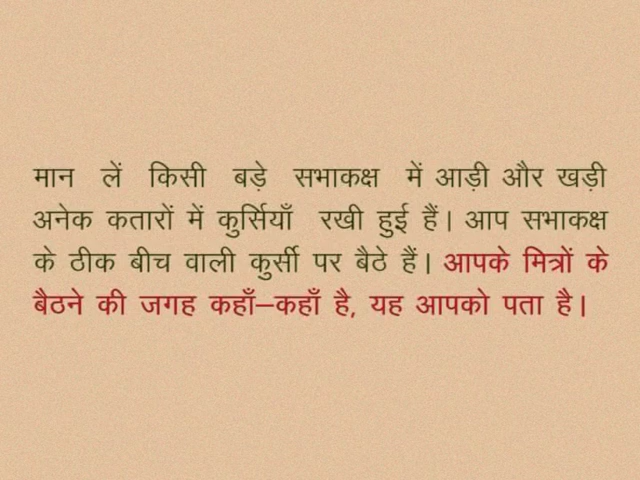 मान लें किसी बड़े सभाकक्ष में आड़ी और खड़ी
अनेक कतारों में कुर्सियाँ रखी हुई हैं। आप सभाकक्ष
के ठीक बीच वाली कुर्सी पर बैठे हैं। आपके मित्रों के
बैठने की जगह कहाँ–कहाँ है, यह आपको पता है।